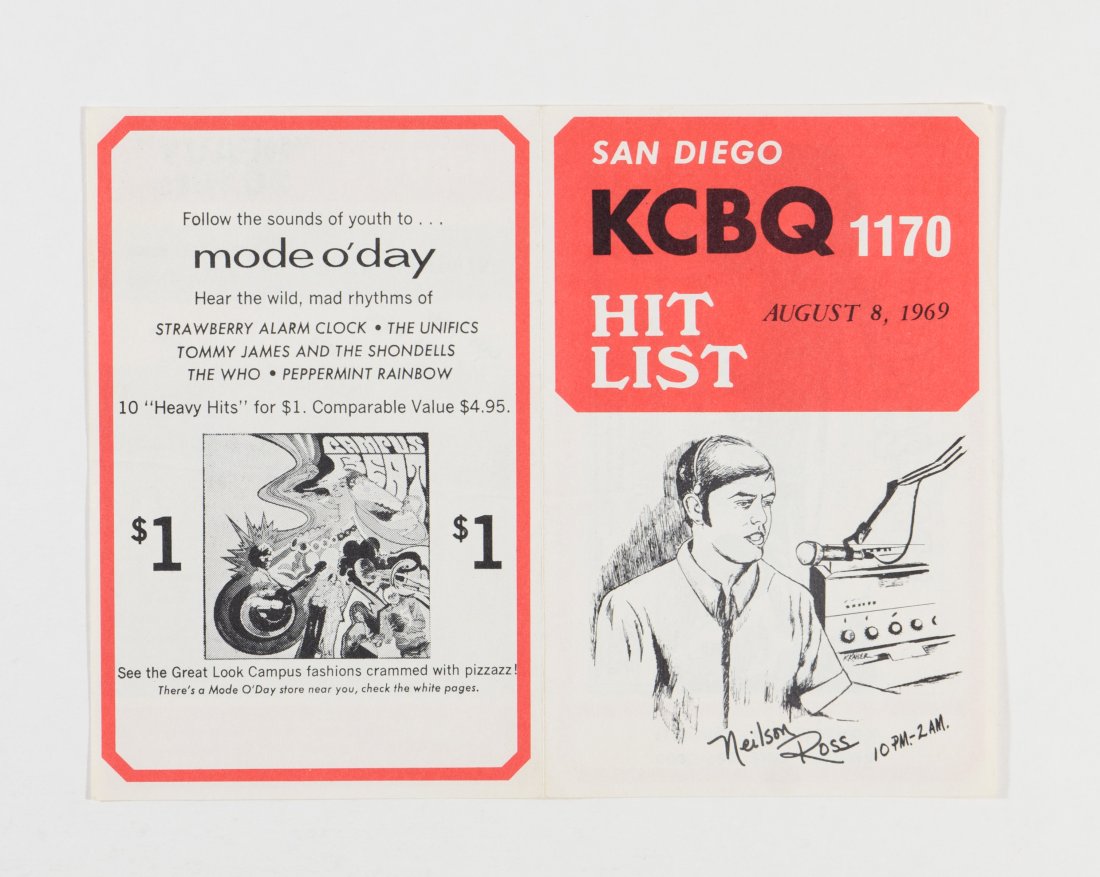 Follow the sounds of youth to . . .
mode o'day
Hear the wild, mad rhythms of
STRAWBERRY ALARM CLOCK • THE UNIFICS
TOMMY JAMES AND THE SHONDELLS
THE WHO • PEPPERMINT RAINBOW
10 "Heavy Hits" for $1. Comparable Value $4.95.
CAMPUS
BEAT
$1
$1
See the Great Look Campus fashions crammed with pizzazz!
There's a Mode O'Day store near you, check the white pages.
SAN DIEGO
KCBQ 1170
HIT
LIST
AUGUST 8, 1969
Neilson
Ross
10 PM.-2 AM.